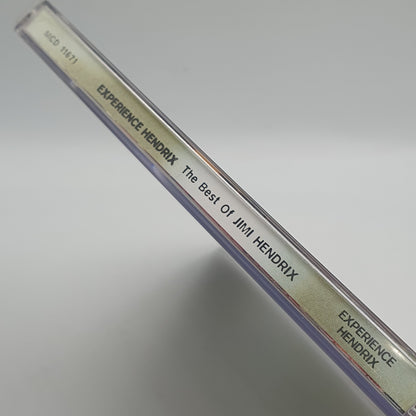 MCD 11671
EXPERIENCE HENDRIX The Best Of JIMI HENDRIX
EXPERIENCE
HENDRIX